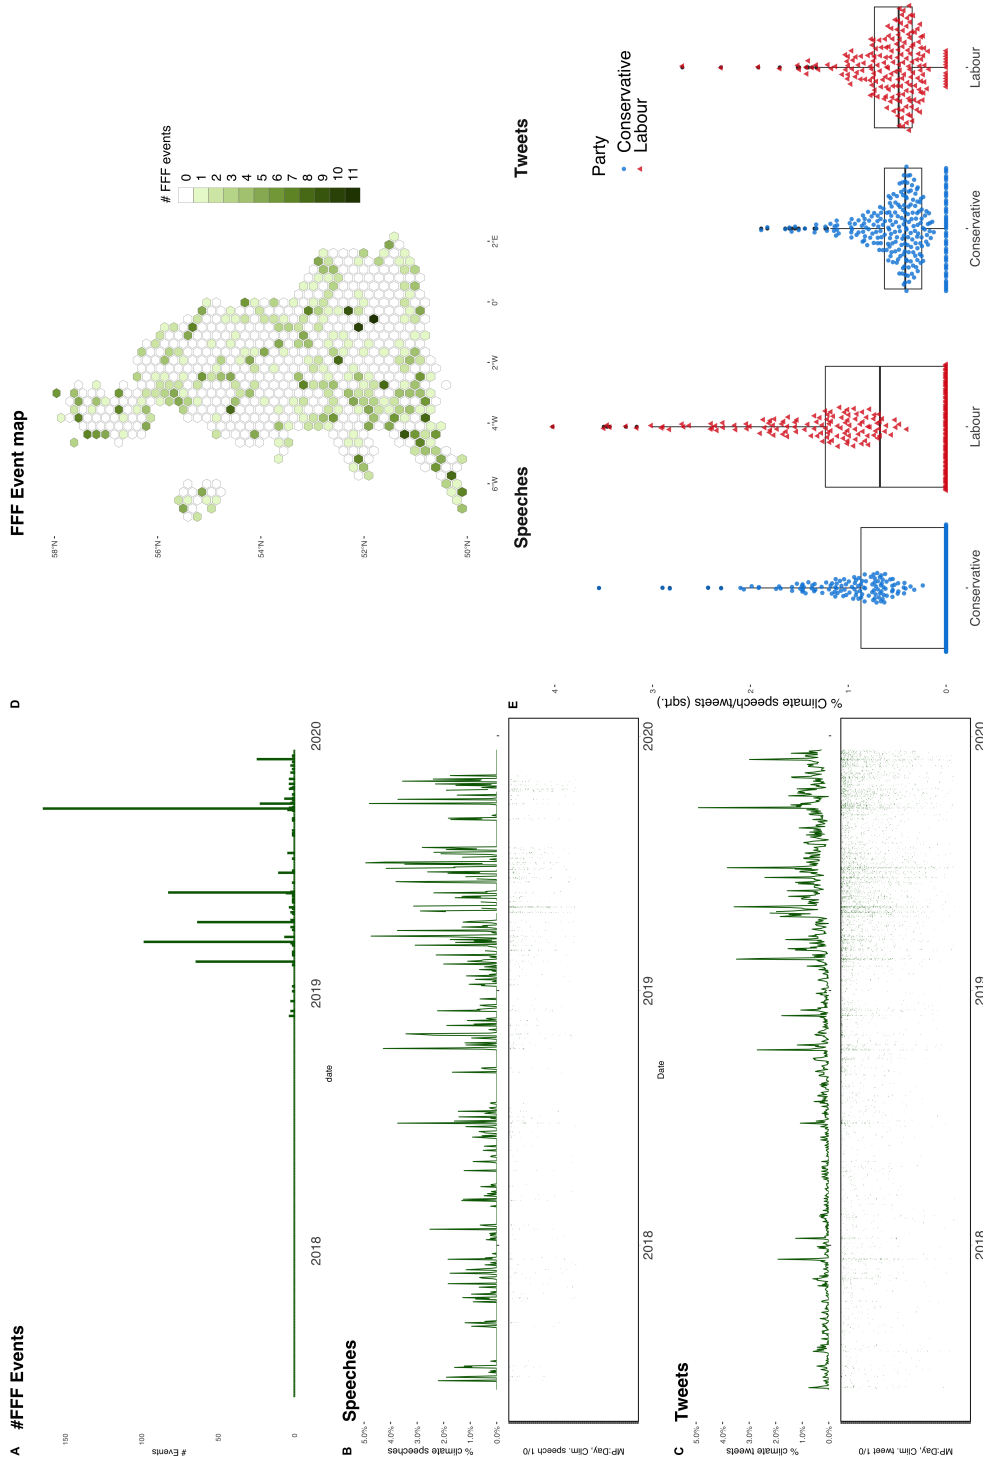 A #FFF Events
150
100
50
0
# Events
2018
2019
2020
date
B Speeches
5.0%
4.0%
3.0%
2.0%
1.0%
0.0%
% climate speeches
MP:Day, Clim. speech 1/0
2018
2019
2020
Date
C Tweets
5.0%
4.0%
3.0%
2.0%
1.0%
0.0%
% climate tweets
MP:Day, Clim. tweet 1/0
2018
2019
2020
D FFF Event map
58°N
56°N
54°N
52°N
50°N
6°W
4°W
2°W
0°
2°E
# FFF events
0
1
2
3
4
5
6
7
8
9
10
11
E Speeches
Tweets
% Climate speech/tweets (sqrt.)
4
3
2
1
0
Conservative
Labour
Conservative
Labour
Party
Conservative
Labour